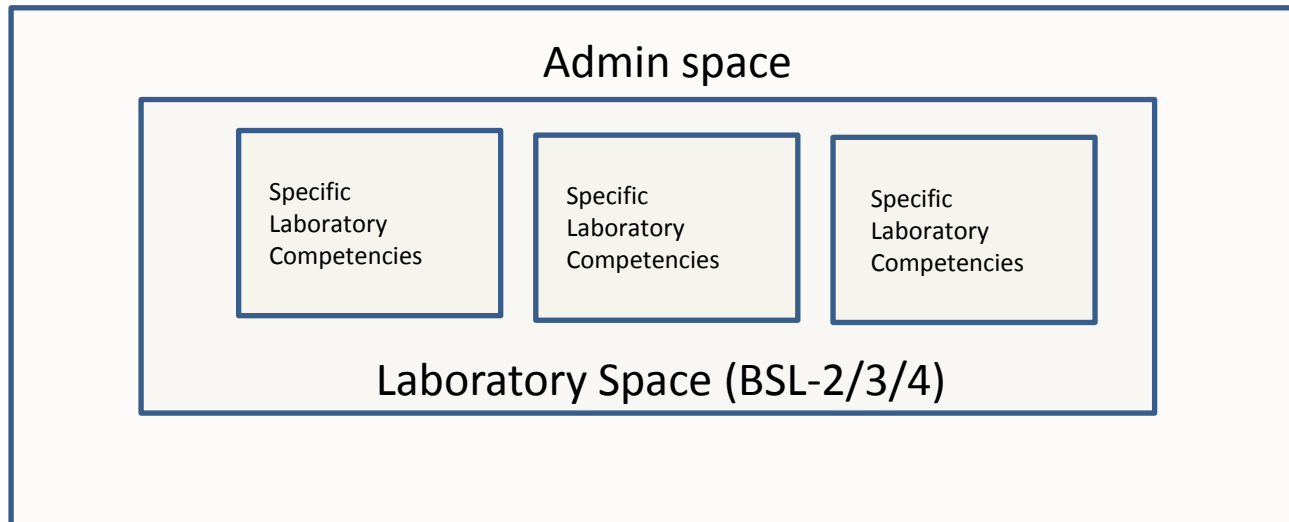 Admin space
Specific
Laboratory
Competencies
Specific
Laboratory
Competencies
Specific
Laboratory
Competencies
Laboratory Space (BSL-2/3/4)